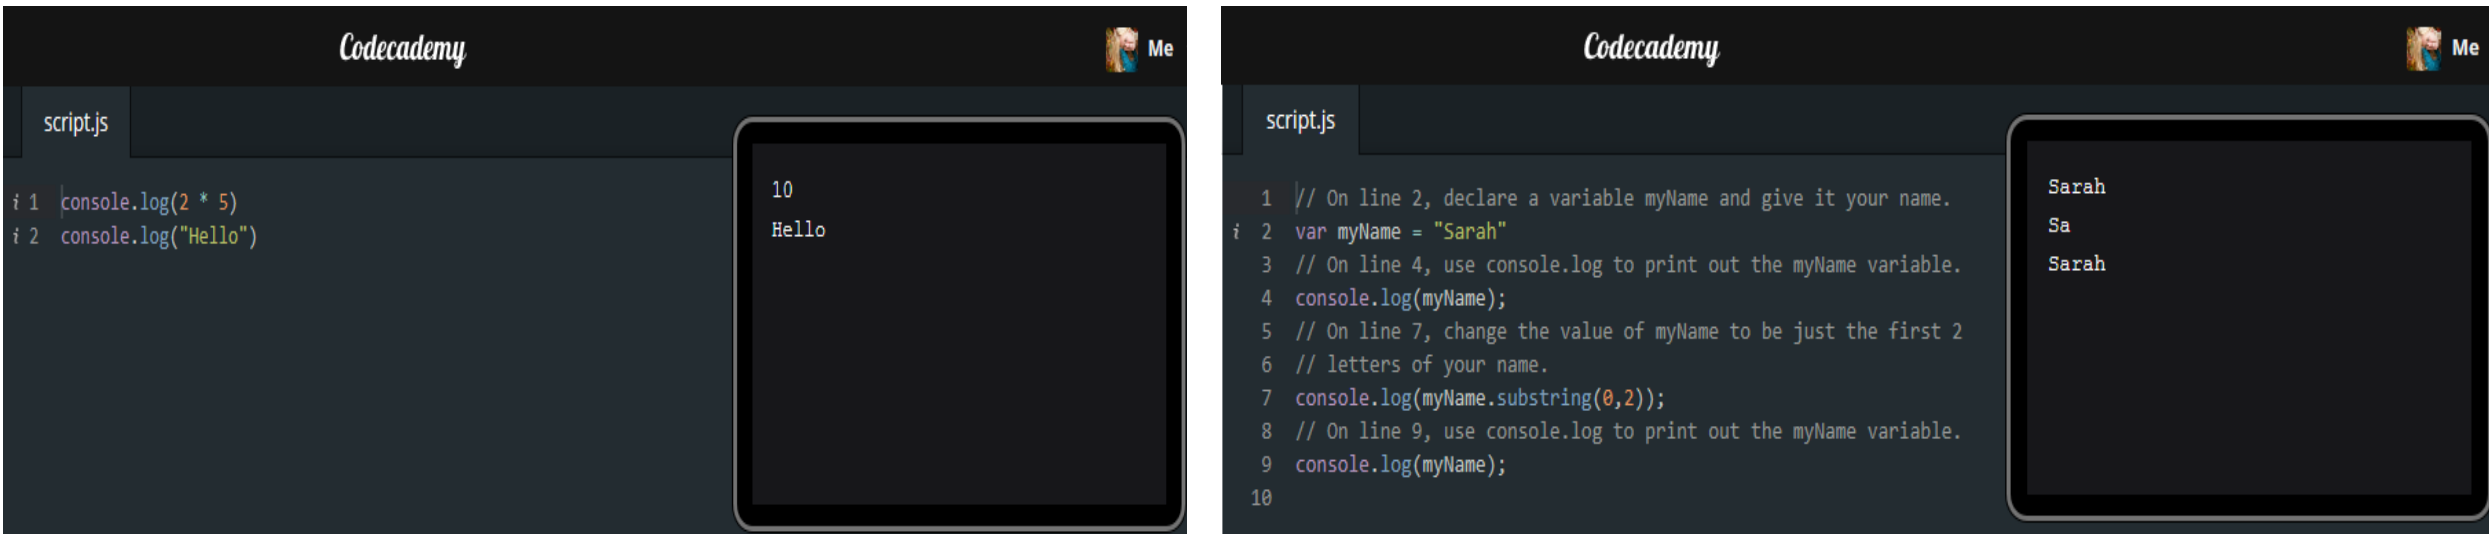 Codecademy
Me
script.js
i 1 console.log(2 * 5)
i 2 console.log("Hello")
10
Hello
Codecademy
Me
script.js
1 // On line 2, declare a variable myName and give it your name.
i 2 var myName = "Sarah"
3 // On line 4, use console.log to print out the myName variable.
4 console.log(myName);
5 // On line 7, change the value of myName to be just the first 2
6 // letters of your name.
7 console.log(myName.substring(0,2));
8 // On line 9, use console.log to print out the myName variable.
9 console.log(myName);
10
Sarah
Sa
Sarah